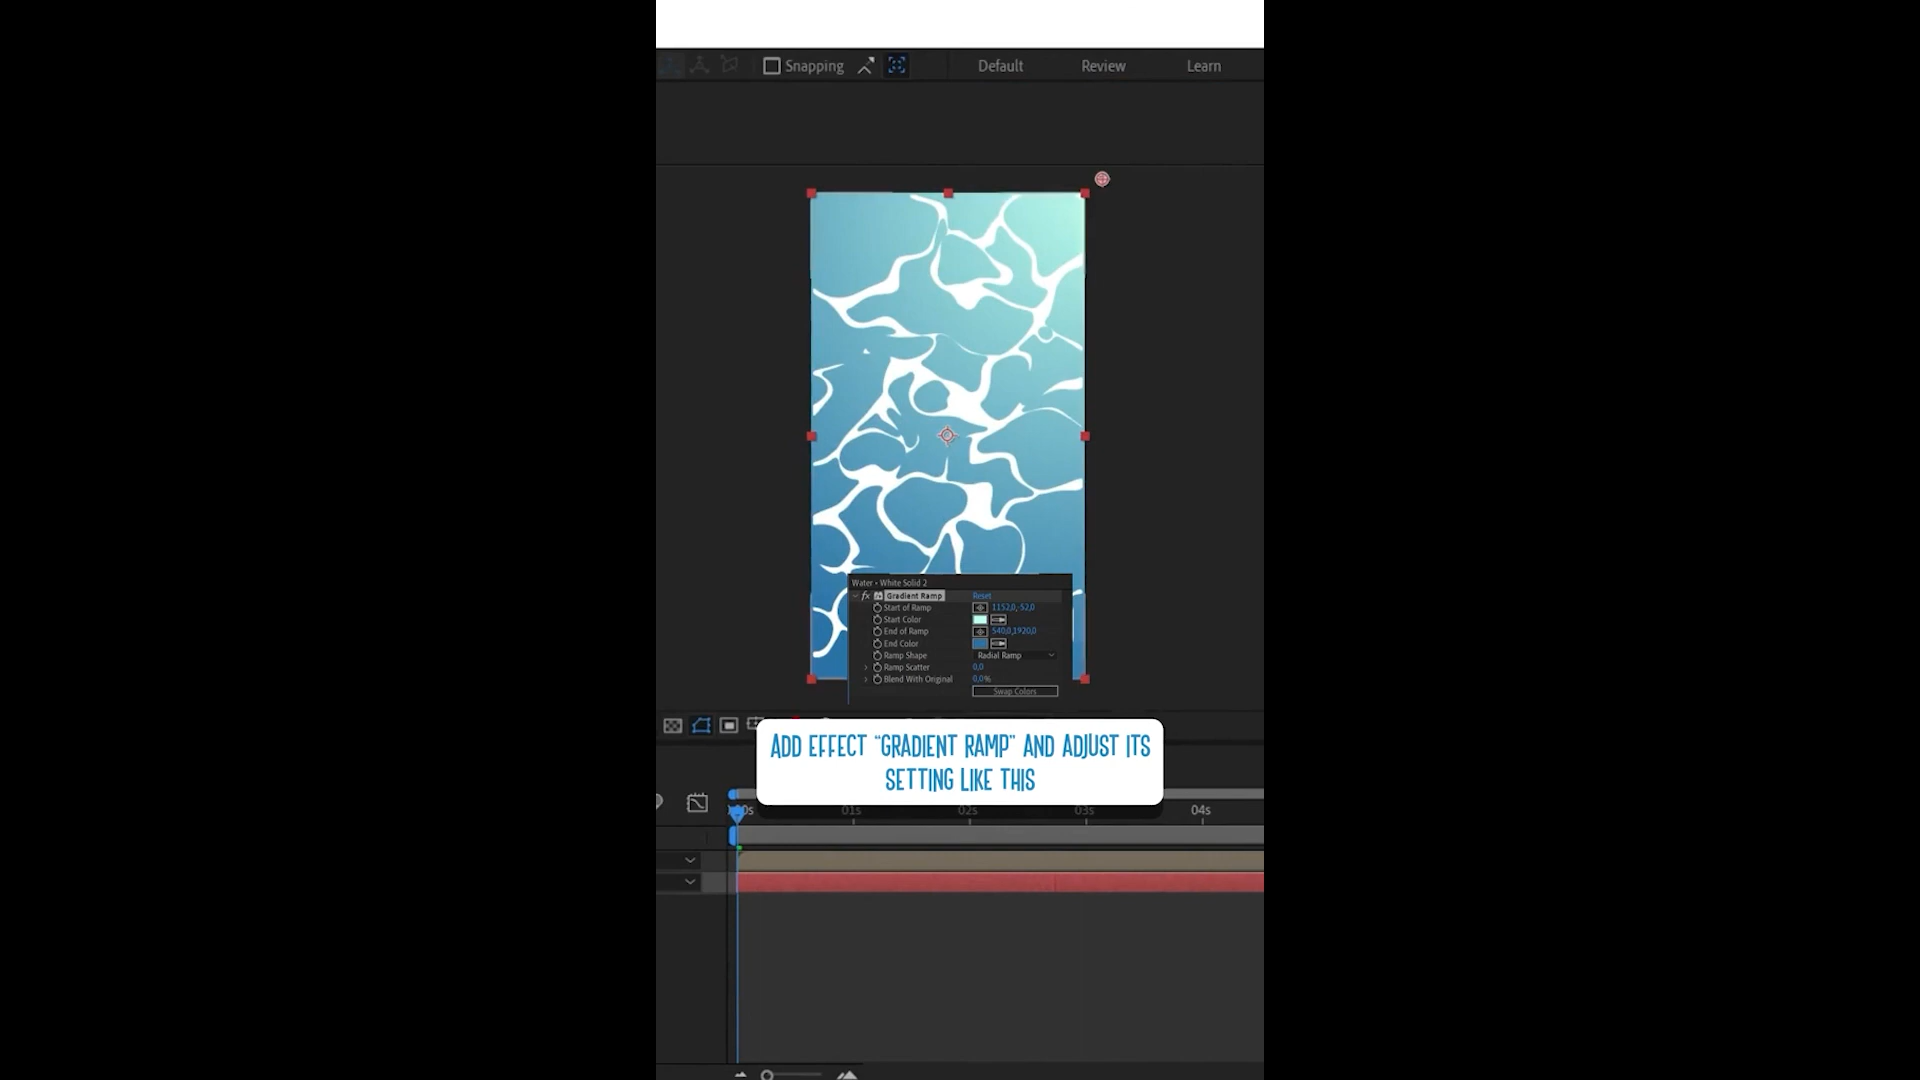 Snapping
Default
Review
Learn
Water • White Solid 2
fx Gradient Ramp Reset
Start of Ramp 1152,0,-52,0
Start Color
End of Ramp 540,0,1920,0
End Color
Ramp Shape Radial Ramp
Ramp Scatter 0,0
Blend With Original 0,0%
Swap Colors
ADD EFFECT “GRADIENT RAMP” AND ADJUST ITS
SETTING LIKE THIS
01s 02s 03s 04s